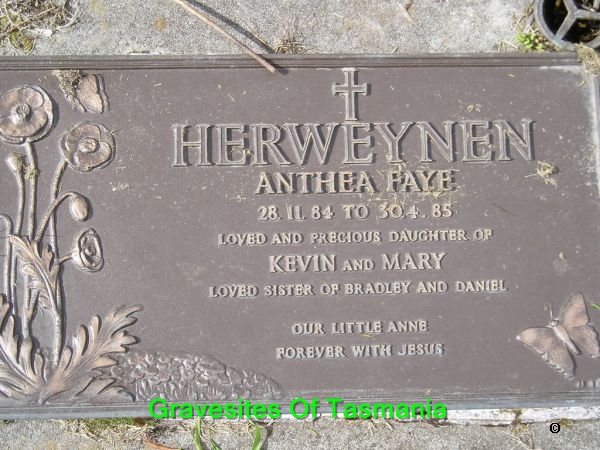 HERWEYNEN
ANTHEA FAYE
28. 11. 84 TO 30.4. 85
LOVED AND PRECIOUS DAUGHTER OF
KEVIN AND MARY
LOVED SISTER OF BRADLEY AND DANIEL
OUR LITTLE ANNE
FOREVER WITH JESUS
Gravesites Of Tasmania
©